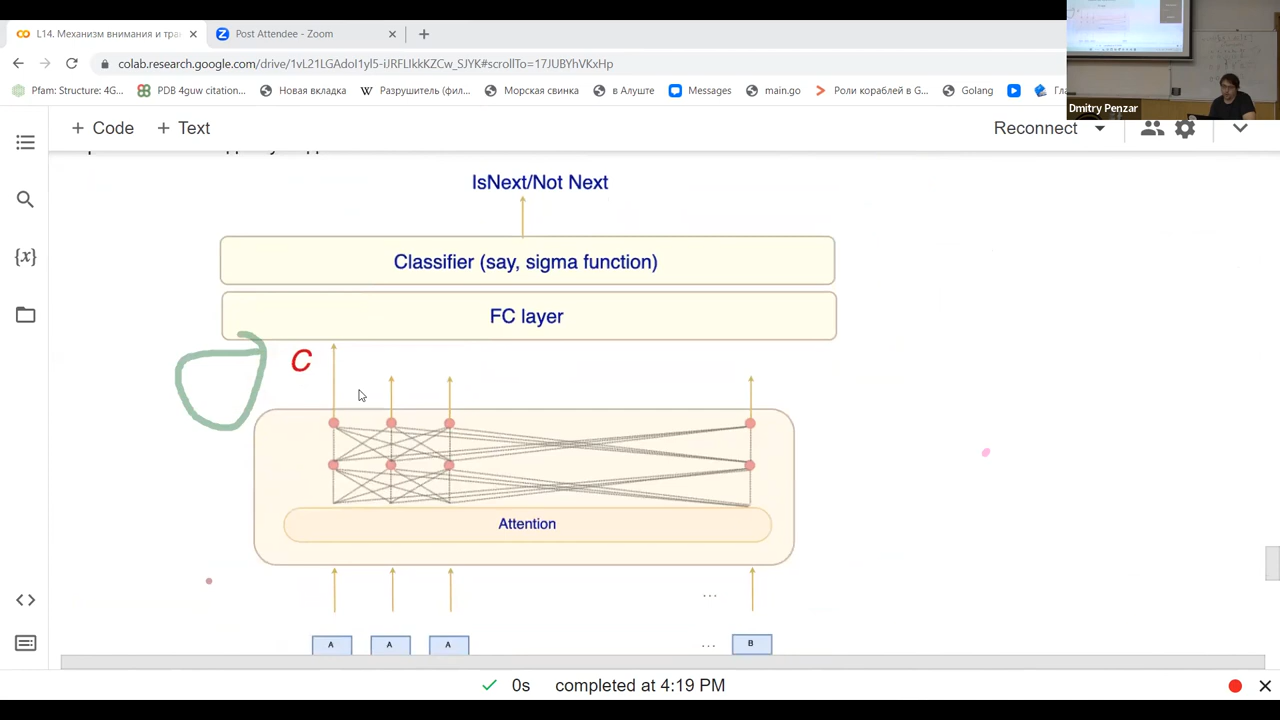 L14. Механизм внимания и тран
Post Attendee - Zoom
colab.research.google.com/drive/1vL21LGAdol1yl5-iJRFLIksKZCw_SJYK#scrollTo=17JUBYhVKxHp
Pfam: Structure: 4G...
PDB 4guw citation...
Новая вкладка
Разрушитель (фил...
Морская свинка
в Алуште
Messages
main.go
Роли кораблей в G...
Golang
Dmitry Penzar
+ Code
+ Text
Reconnect
IsNext/Not Next
Classifier (say, sigma function)
FC layer
C
Attention
...
A A A ... B
0s completed at 4:19 PM